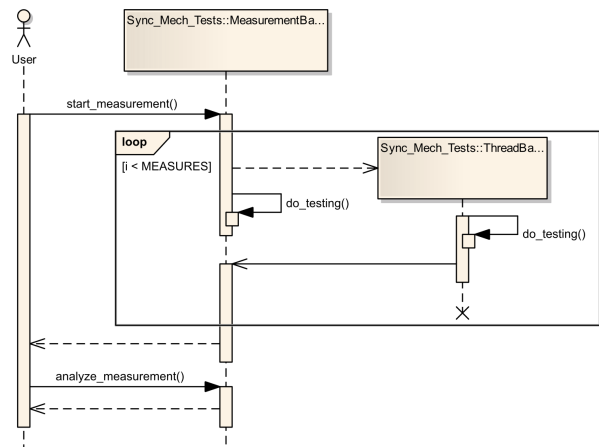 Sync_Mech_Tests::MeasurementBa...
User
start_measurement()
loop
[i < MEASURES]
Sync_Mech_Tests::ThreadBa...
do_testing()
do_testing()
analyze_measurement()